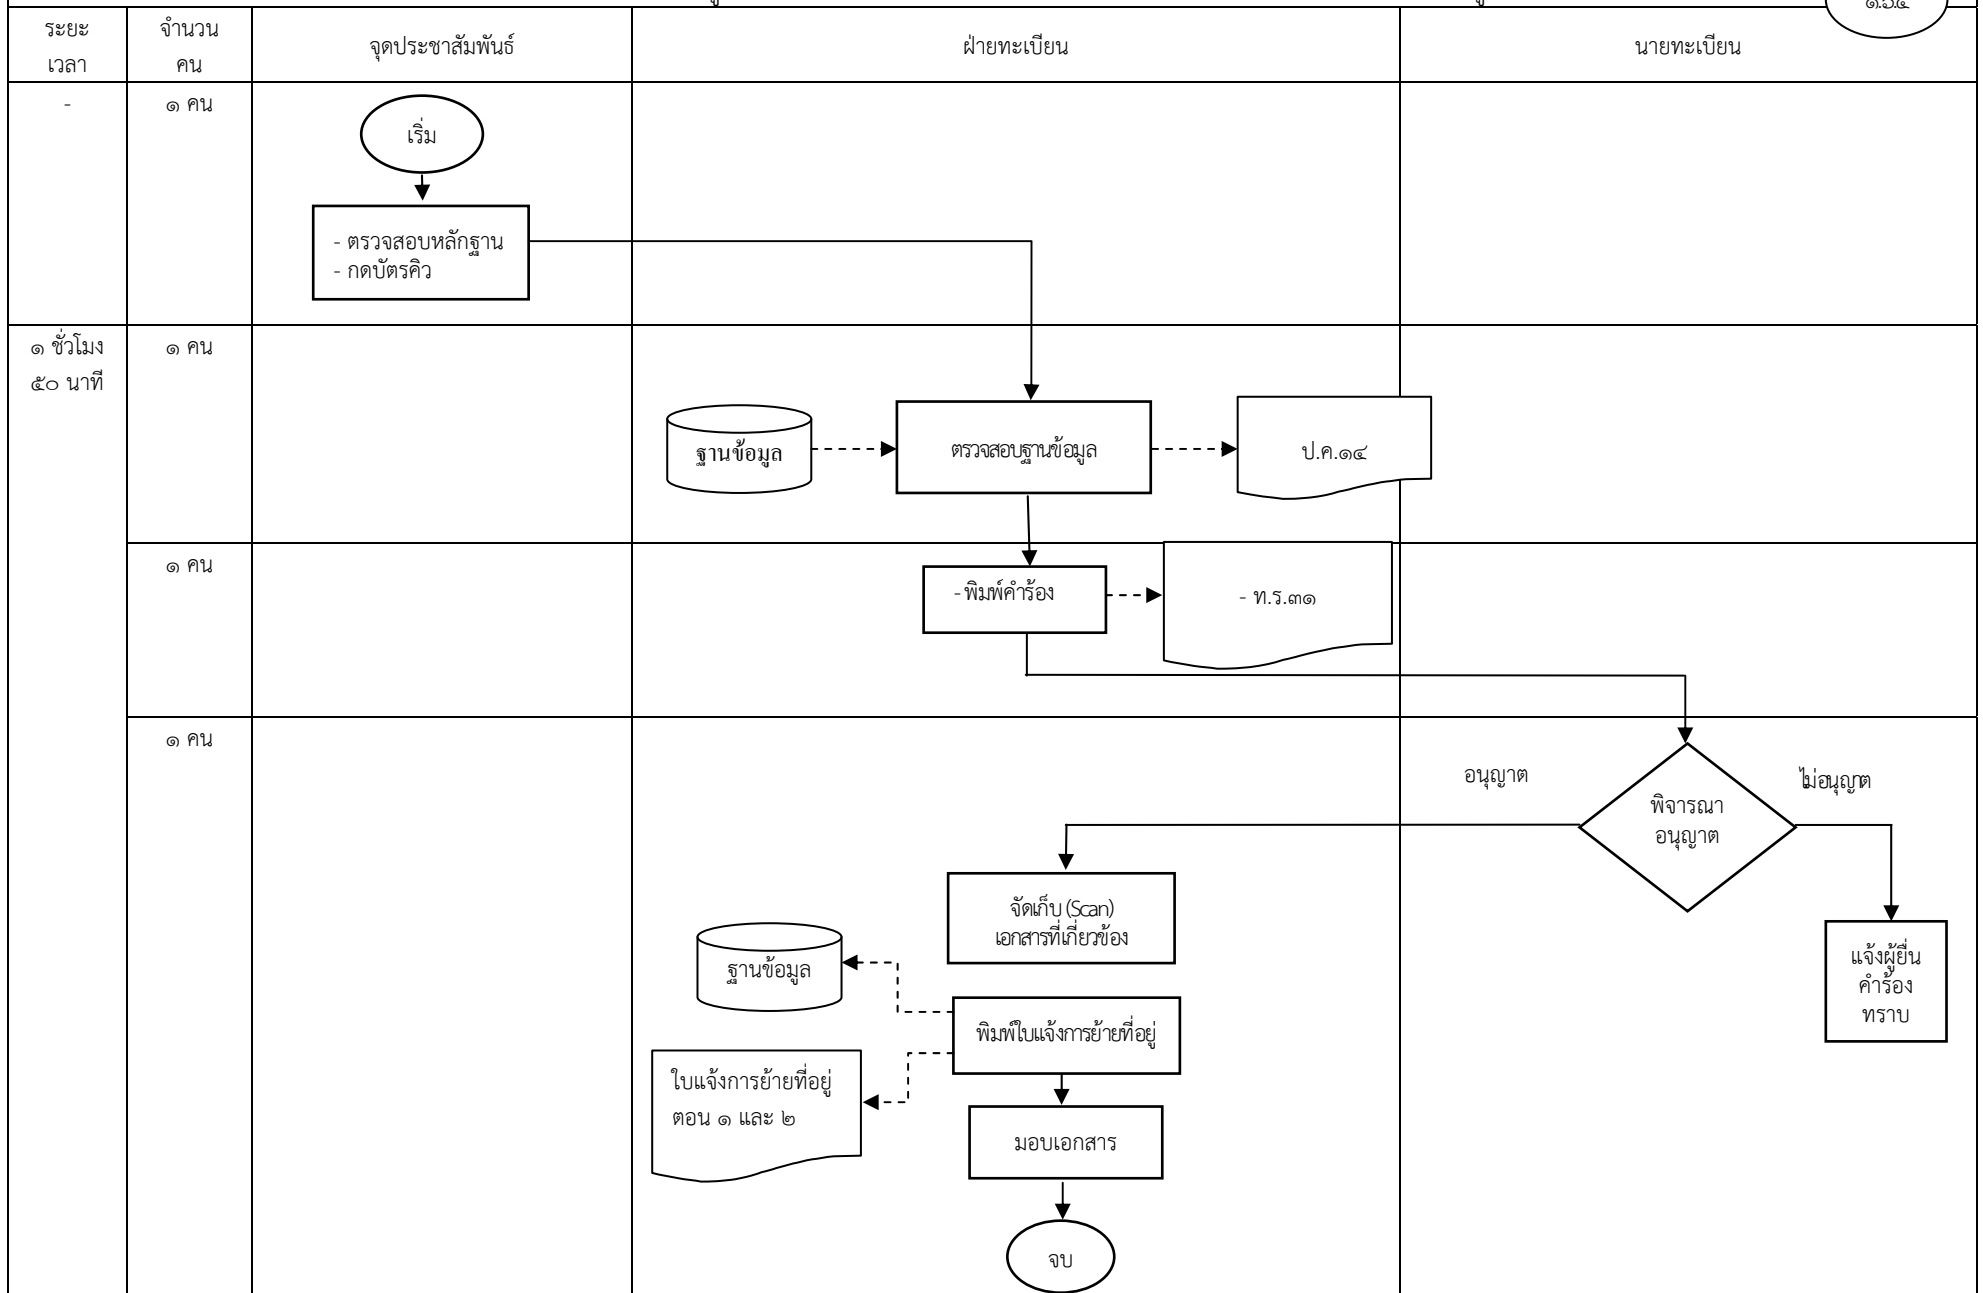 ๑.๖.๔
ระยะ
เวลา
จำนวน
คน
จุดประชาสัมพันธ์
ฝ่ายทะเบียน
นายทะเบียน
-
๑ คน
เริ่ม
- ตรวจสอบหลักฐาน
- กดบัตรคิว
๑ ชั่วโมง
๕๐ นาที
๑ คน
ฐานข้อมูล
ตรวจสอบฐานข้อมูล
ป.ค.๑๔
๑ คน
- พิมพ์คำร้อง
- ท.ร.๓๑
๑ คน
อนุญาต
ไม่อนุญาต
พิจารณา
อนุญาต
จัดเก็บ (Scan)
เอกสารที่เกี่ยวข้อง
ฐานข้อมูล
แจ้งผู้ยื่น
คำร้อง
ทราบ
พิมพ์ใบแจ้งการย้ายที่อยู่
ใบแจ้งการย้ายที่อยู่
ตอน ๑ และ ๒
มอบเอกสาร
จบ